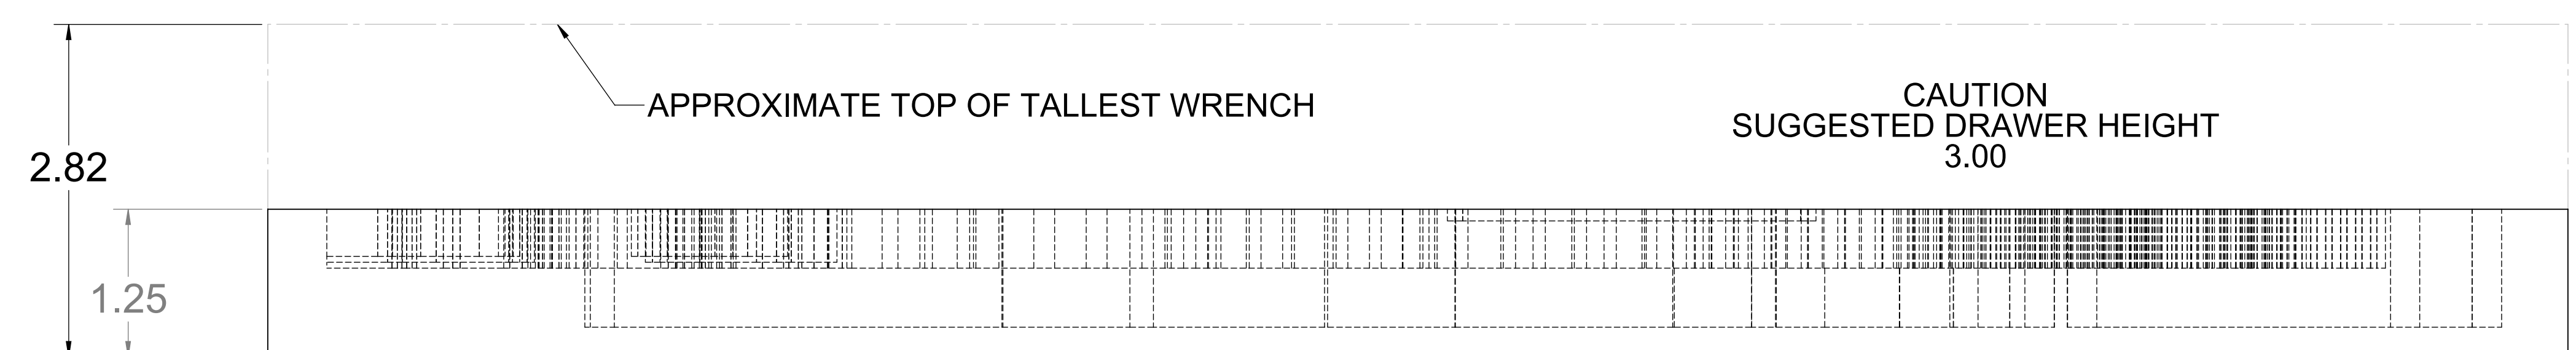 APPROXIMATE TOP OF TALLEST WRENCH
CAUTION
SUGGESTED DRAWER HEIGHT
3.00
2.82
1.25